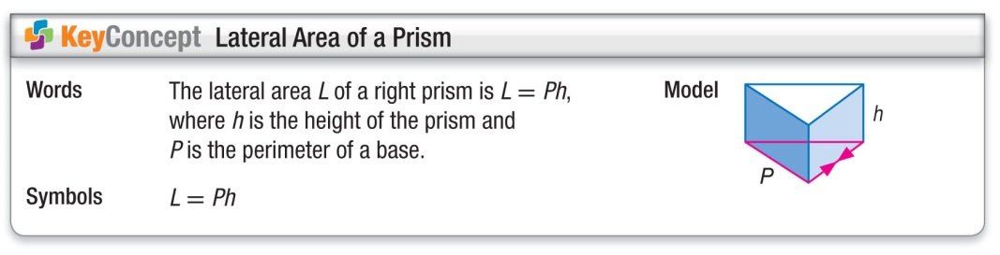 KeyConcept Lateral Area of a Prism
Words
The lateral area L of a right prism is L = Ph,
where h is the height of the prism and
P is the perimeter of a base.
Model
h
P
Symbols
L = Ph